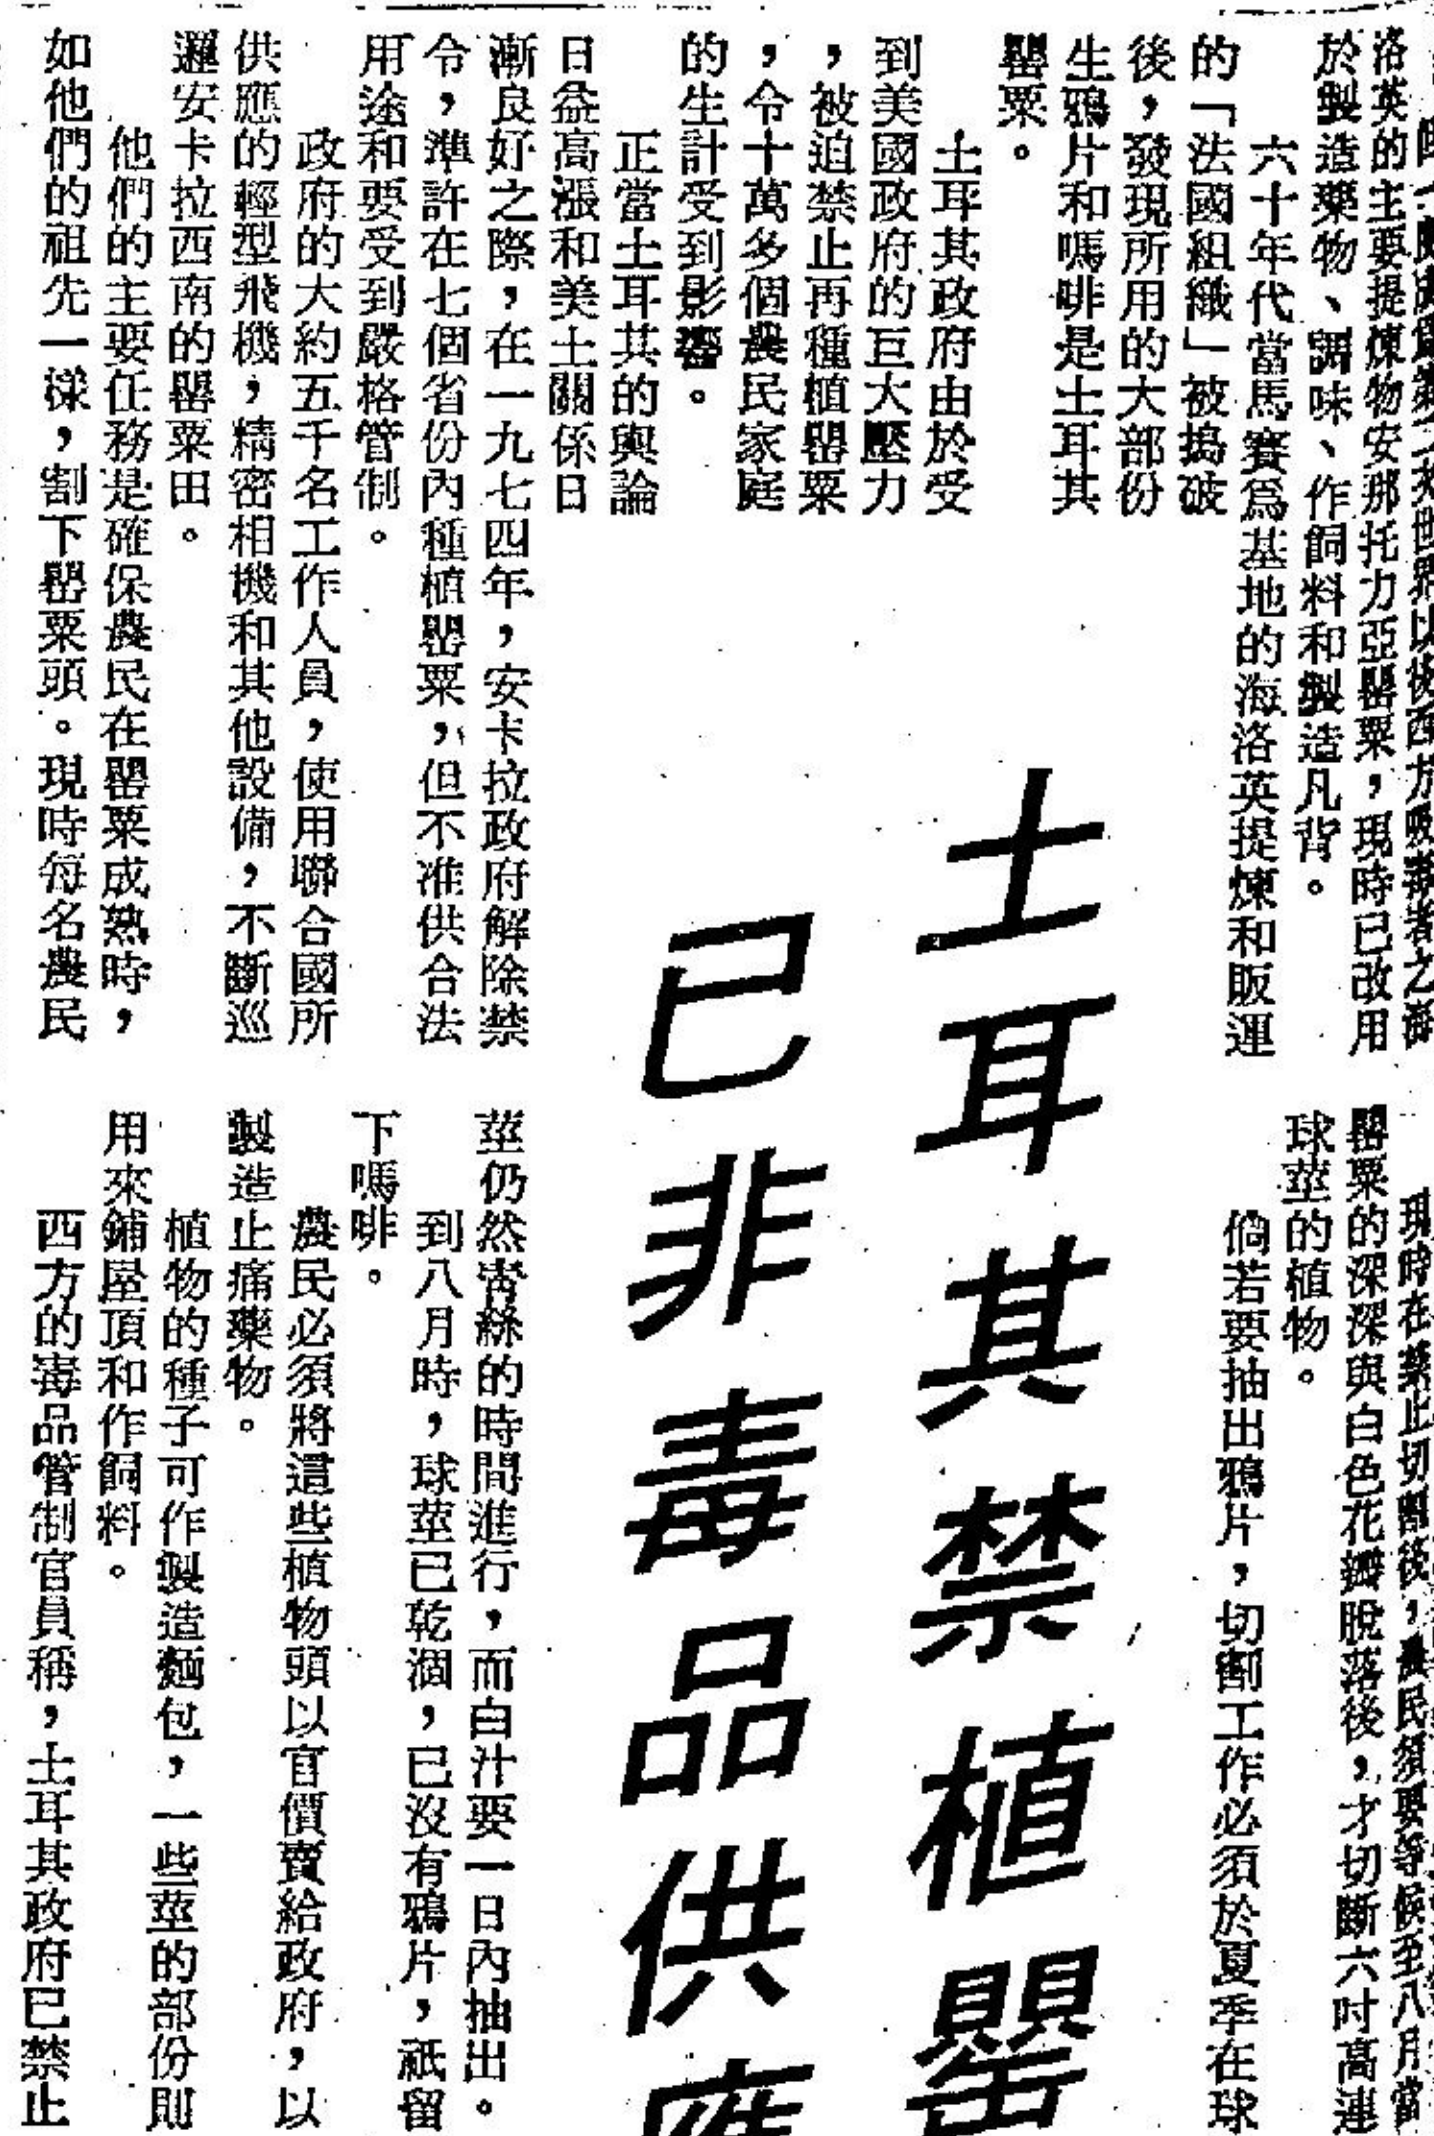 世界以後西方吸毒者之海
洛英的主要提煉物安那托力亞罌粟，現時已改用
於製造藥物、調味、作飼料和製造凡背。
六十年代當馬賽爲基地的海洛英提煉和販運
的「法國組織」被搗破
後，發現所用的大部份
生鴉片和嗎啡是土耳其
罌粟。
土耳其政府由於受
到美國政府的巨大壓力
，被迫禁止再種植罌粟
，令十萬多個農民家庭
的生計受到影響。
正當土耳其的輿論
日益高漲和美土關係日
漸良好之際，在一九七四年，安卡拉政府解除禁
令，準許在七個省份內種植罌粟，但不准供合法
用途和要受到嚴格管制。
政府的大約五千名工作人員，使用聯合國所
供應的輕型飛機，精密相機和其他設備，不斷巡
邏安卡拉西南的罌粟田。
他們的主要任務是確保農民在罌粟成熟時，
如他們的祖先一樣，割下罌粟頭。現時每名農民
土耳其禁植罌
已非毒品供應
現時在禁止切割後，農民須要等候至八月當
罌粟的深深與白色花瓣脫落後，才切斷六吋高連
球莖的植物。
倘若要抽出鴉片，切割工作必須於夏季在球
莖仍然青綠的時間進行，而白汁要一日內抽出。
到八月時，球莖已乾涸，已沒有鴉片，祇留
下嗎啡。
農民必須將這些植物頭以官價賣給政府，以
製造止痛藥物。
植物的種子可作製造麵包，一些莖的部份則
用來鋪屋頂和作飼料。
西方的毒品管制官員稱，土耳其政府已禁止